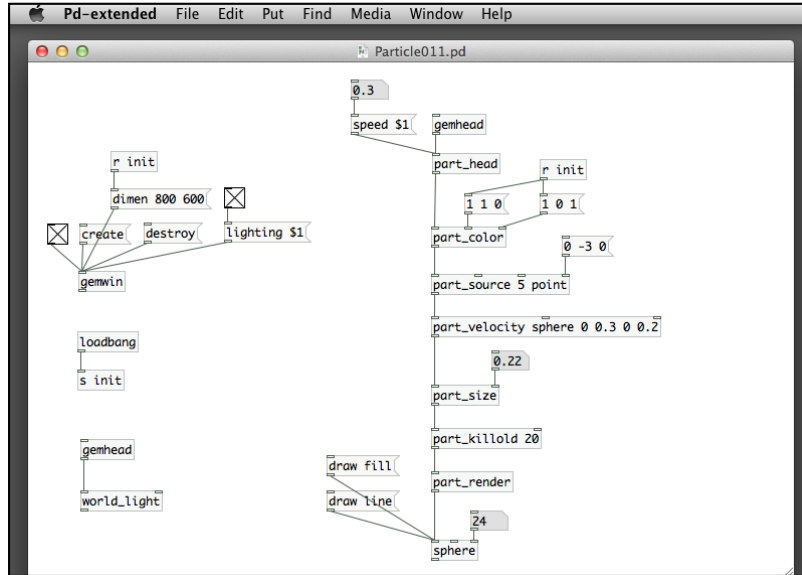 Pd-extended File Edit Put Find Media Window Help
Particle011.pd
0.3
speed $1
gemhead
r init
part_head
r init
dimen 800 600
1 1 0
1 0 1
create
destroy
lighting $1
part_color
0 -3 0
gemwin
part_source 5 point
part_velocity sphere 0 0.3 0 0.2
loadbang
0.22
s init
part_size
gemhead
part_killold 20
draw fill
part_render
world_light
draw line
24
sphere